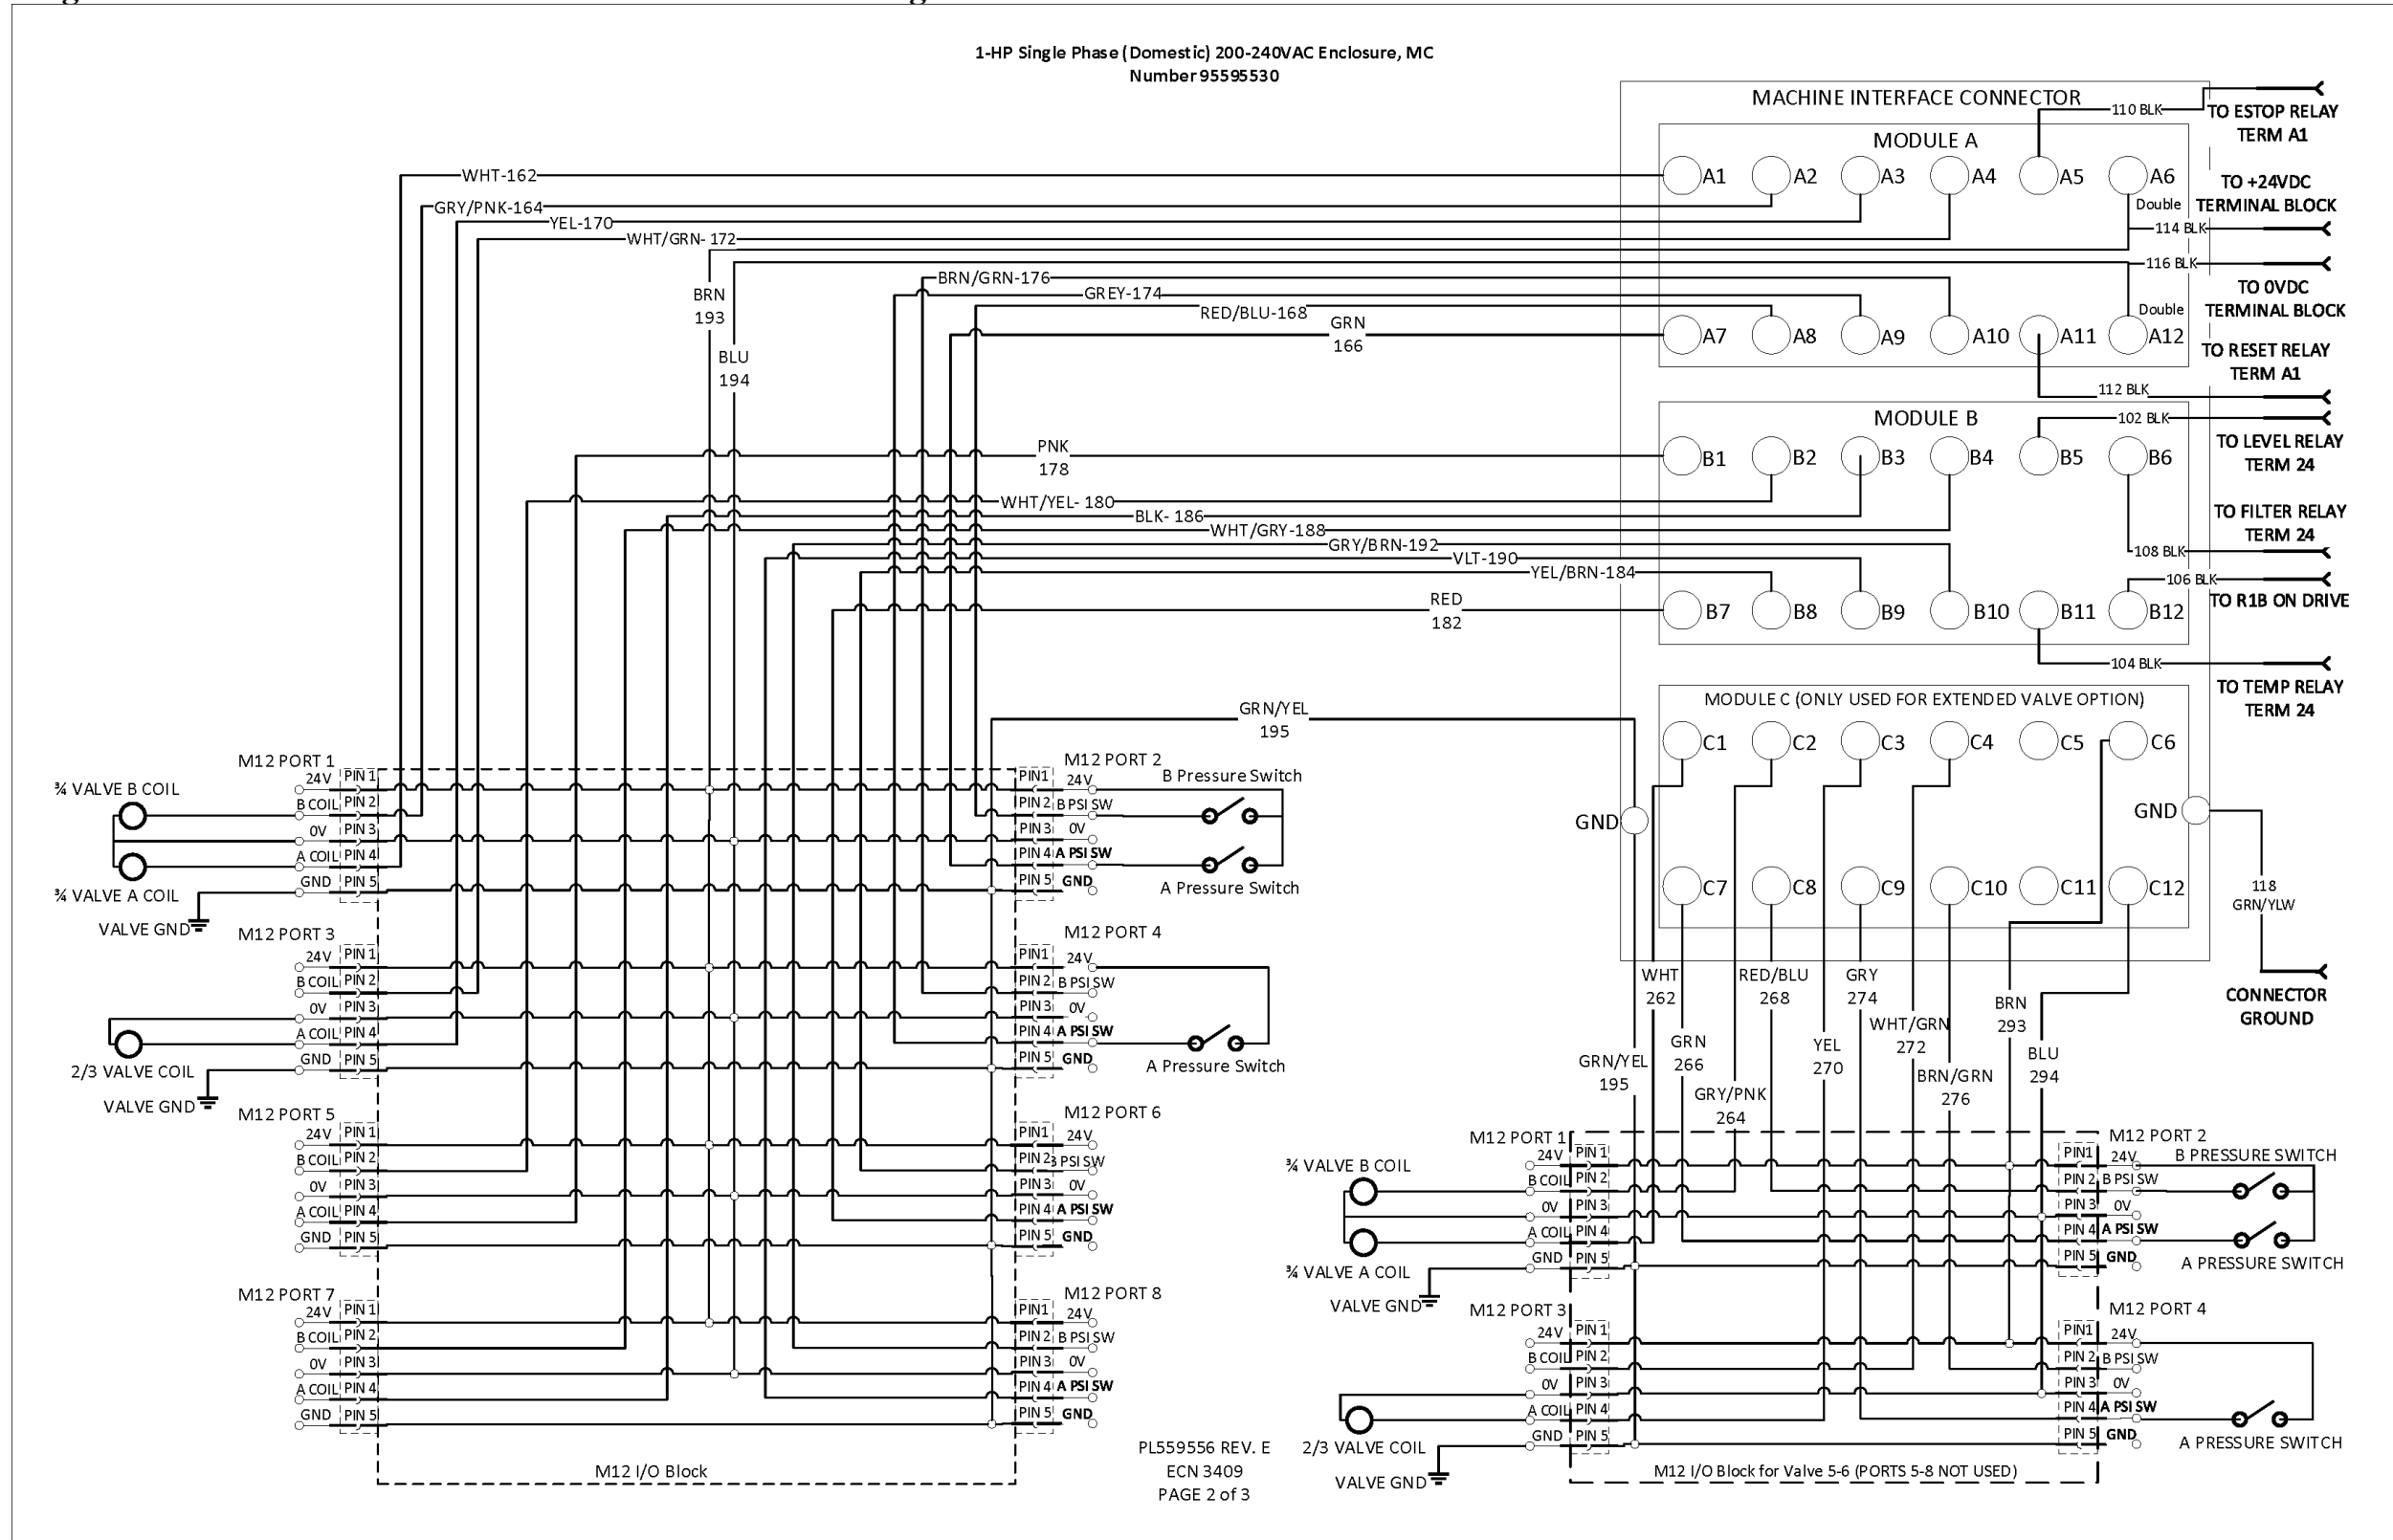 1-HP Single Phase (Domestic) 200-240VAC Enclosure, MC
Number 95595530
MACHINE INTERFACE CONNECTOR
110 BLK
TO ESTOP RELAY
TERM A1
MODULE A
A1
A2
A3
A4
A5
A6
Double
TO +24VDC
TERMINAL BLOCK
114 BLK
116 BLK
TO 0VDC
TERMINAL BLOCK
Double
A7
A8
A9
A10
A11
A12
TO RESET RELAY
TERM A1
112 BLK
WHT-162
GRY/PNK-164
YEL-170
WHT/GRN- 172
BRN
193
BLU
194
BRN/GRN-176
GREY-174
RED/BLU-168
GRN
166
MODULE B
102 BLK
TO LEVEL RELAY
TERM 24
B1
B2
B3
B4
B5
B6
TO FILTER RELAY
TERM 24
108 BLK
106 BLK
TO R1B ON DRIVE
B7
B8
B9
B10
B11
B12
104 BLK
TO TEMP RELAY
TERM 24
PNK
178
WHT/YEL- 180
BLK- 186
WHT/GRY-188
GRY/BRN-192
VLT-190
YEL/BRN-184
RED
182
GRN/YEL
195
MODULE C (ONLY USED FOR EXTENDED VALVE OPTION)
C1
C2
C3
C4
C5
C6
GND
GND
C7
C8
C9
C10
C11
C12
118
GRN/YLW
CONNECTOR
GROUND
WHT
262
RED/BLU
268
GRY
274
BRN
293
WHT/GRN
272
GRN
266
YEL
270
BLU
294
GRN/YEL
195
BRN/GRN
276
GRY/PNK
264
M12 PORT 1
24V PIN 1
B COIL PIN 2
0V PIN 3
A COIL PIN 4
GND PIN 5
¾ VALVE B COIL
¾ VALVE A COIL
VALVE GND
M12 PORT 2
PIN1 24V
PIN 2 B PSI SW
PIN 3 0V
PIN 4 A PSI SW
PIN 5 GND
B Pressure Switch
A Pressure Switch
M12 PORT 3
24V PIN 1
B COIL PIN 2
0V PIN 3
A COIL PIN 4
GND PIN 5
2/3 VALVE COIL
VALVE GND
M12 PORT 4
PIN1 24V
PIN 2 B PSI SW
PIN 3 0V
PIN 4 A PSI SW
PIN 5 GND
A Pressure Switch
M12 PORT 5
24V PIN 1
B COIL PIN 2
0V PIN 3
A COIL PIN 4
GND PIN 5
M12 PORT 6
PIN1 24V
PIN 2 PSI SW
PIN 3 0V
PIN 4 A PSI SW
PIN 5 GND
M12 PORT 7
24V PIN 1
B COIL PIN 2
0V PIN 3
A COIL PIN 4
GND PIN 5
M12 PORT 8
PIN1 24V
PIN 2 B PSI SW
PIN 3 0V
PIN 4 A PSI SW
PIN 5 GND
M12 I/O Block
PL559556 REV. E
ECN 3409
PAGE 2 of 3
M12 PORT 1
24V PIN 1
B COIL PIN 2
0V PIN 3
A COIL PIN 4
GND PIN 5
¾ VALVE B COIL
¾ VALVE A COIL
VALVE GND
M12 PORT 2
PIN1 24V
PIN 2 B PSI SW
PIN 3 0V
PIN 4 A PSI SW
PIN 5 GND
B PRESSURE SWITCH
A PRESSURE SWITCH
M12 PORT 3
24V PIN 1
B COIL PIN 2
0V PIN 3
A COIL PIN 4
GND PIN 5
2/3 VALVE COIL
VALVE GND
M12 PORT 4
PIN1 24V
PIN 2 B PSI SW
PIN 3 0V
PIN 4 A PSI SW
PIN 5 GND
A PRESSURE SWITCH
M12 I/O Block for Valve 5-6 (PORTS 5-8 NOT USED)